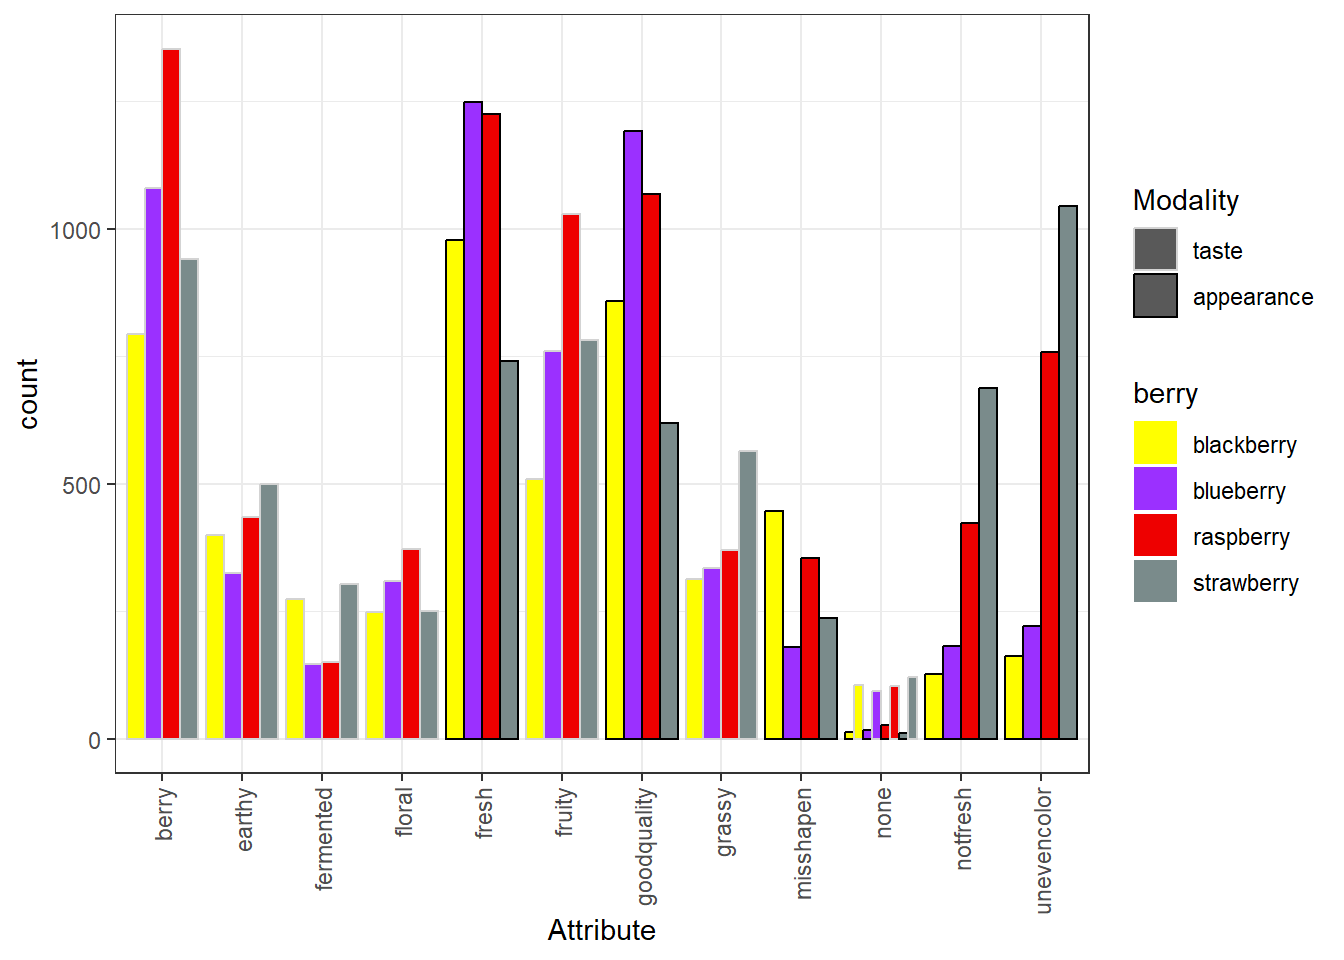 1000
500
0
count
berry
earthy
fermented
floral
fresh
fruity
goodquality
grassy
misshapen
none
notfresh
unevencolor
Attribute
Modality
taste
appearance
berry
blackberry
blueberry
raspberry
strawberry